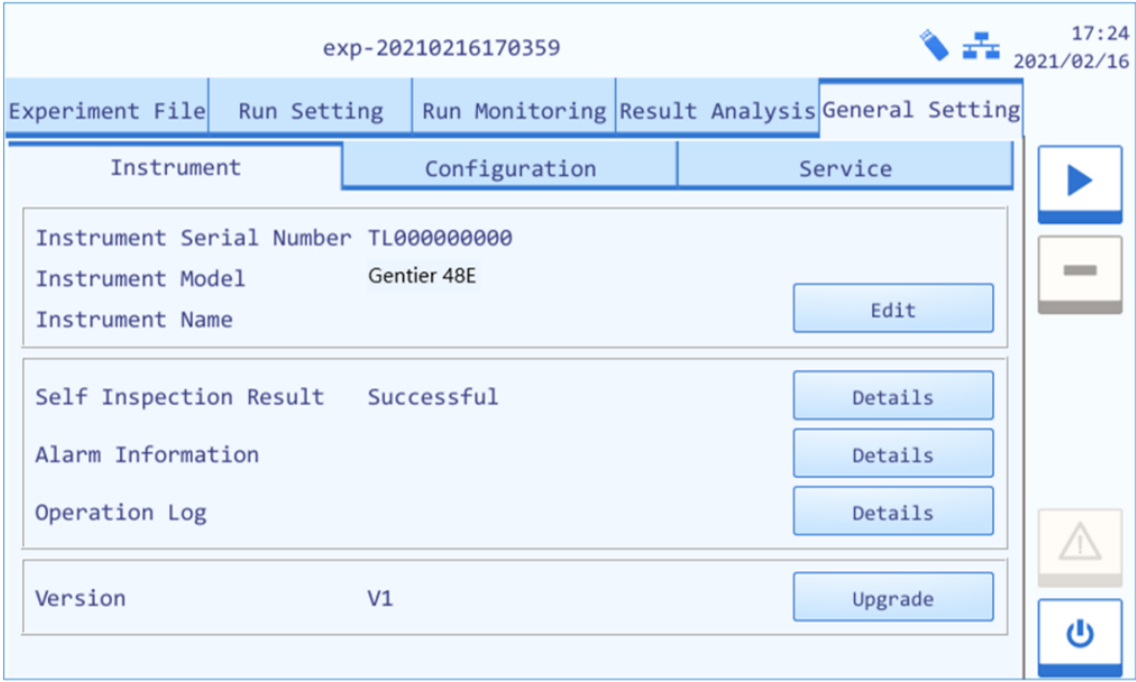 exp-20210216170359
17:24
2021/02/16
Experiment File Run Setting Run Monitoring Result Analysis General Setting
Instrument Configuration Service
Instrument Serial Number TL000000000
Instrument Model Gentier 48E
Instrument Name
Edit
Self Inspection Result Successful Details
Alarm Information Details
Operation Log Details
Version V1 Upgrade